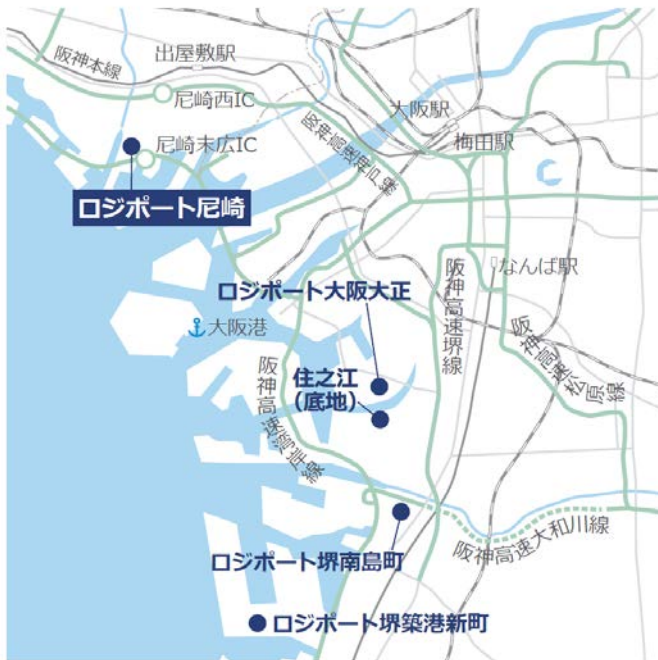 出屋敷駅
阪神本線
尼崎西IC
大阪駅
尼崎末広IC
梅田駅
阪神高速神戸線
ロジポート尼崎
なんば駅
ロジポート大阪大正
阪神高速堺線
大阪港
阪神高速松原線
住之江
(底地)
阪神高速湾岸線
阪神高速大和川線
ロジポート堺南島町
ロジポート堺築港新町